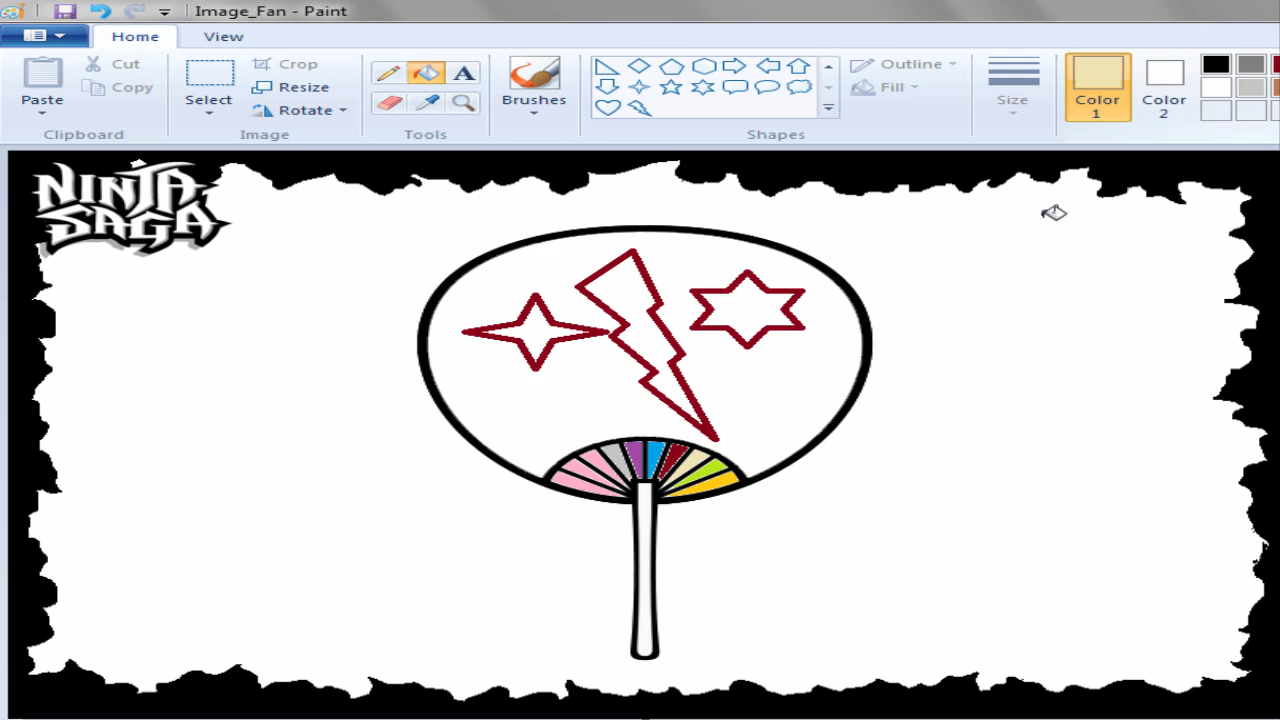 Image_Fan - Paint
Home View
Paste
Cut
Copy
Clipboard
Select
Crop
Resize
Rotate
Image
A
Tools
Brushes
Shapes
Outline
Fill
Size
Color
1
Color
2
NINJA
SAGA